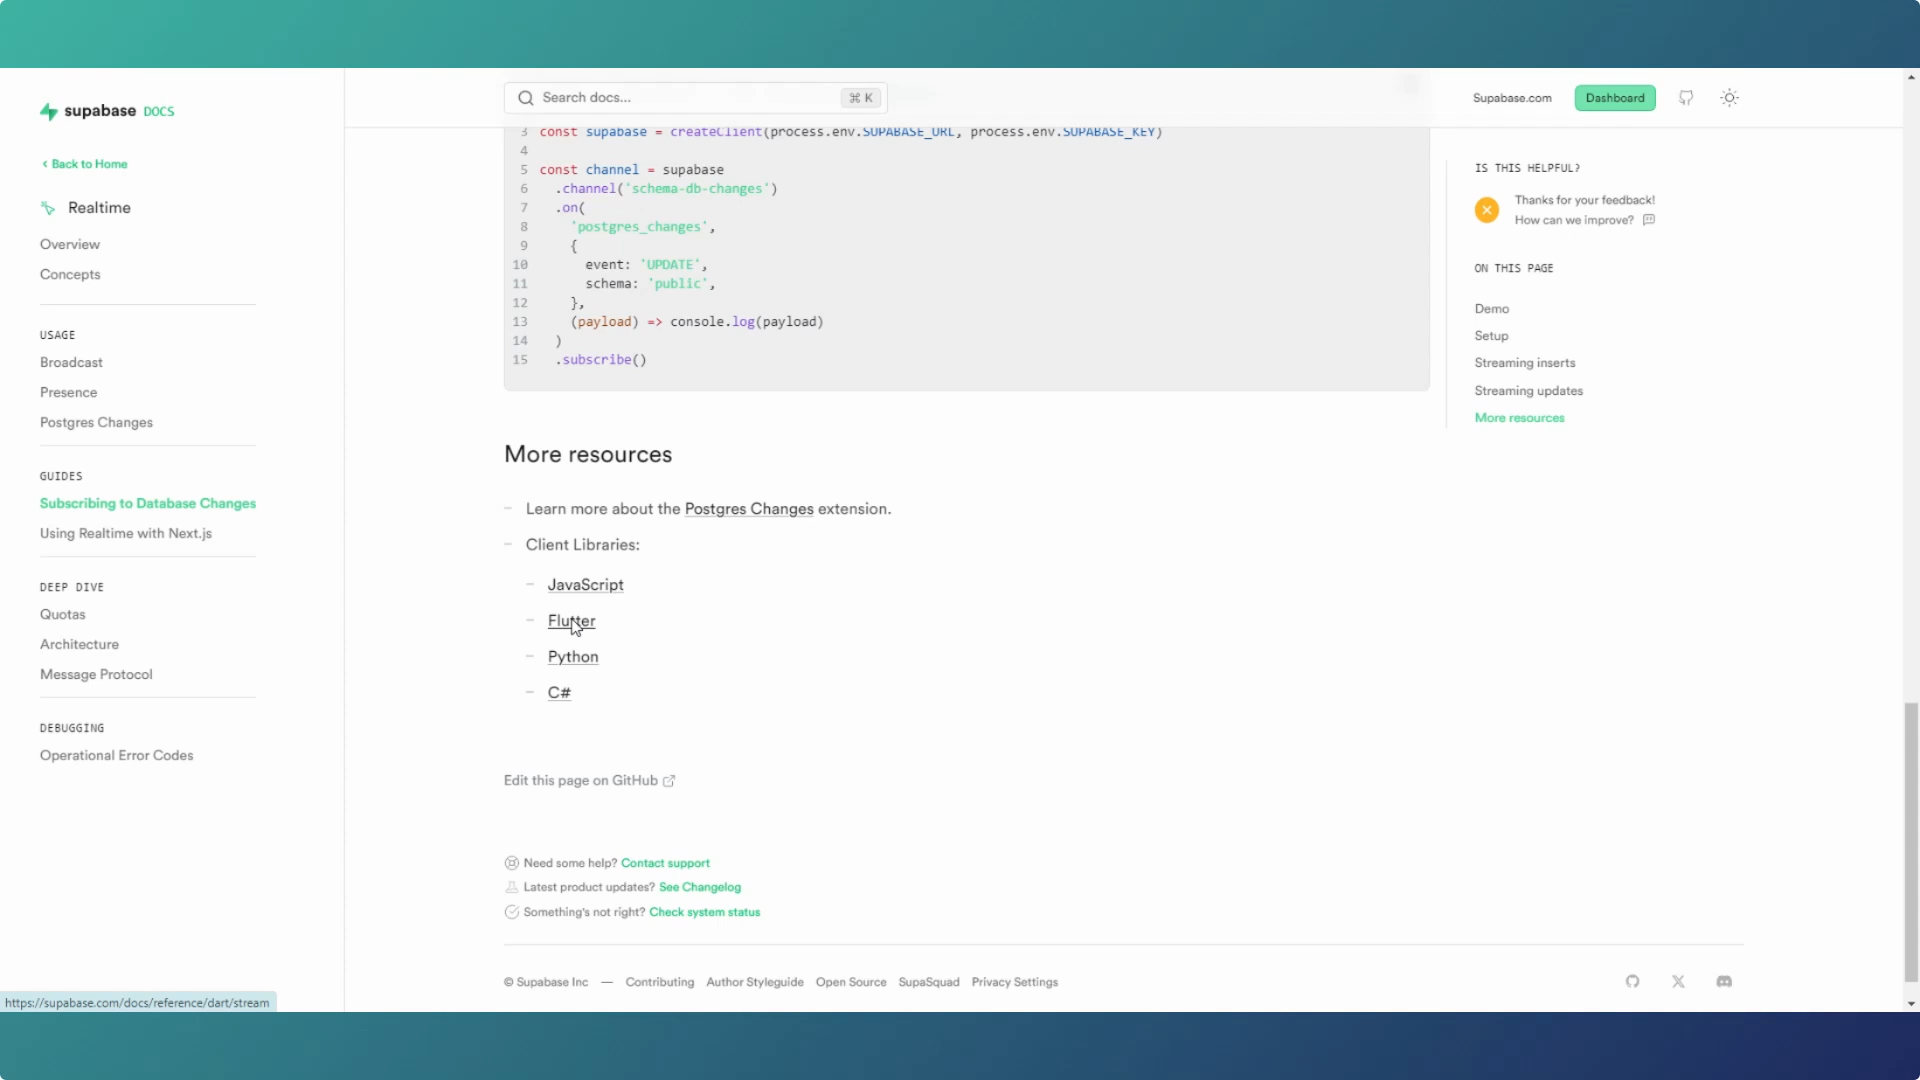 supabase DOCS
Search docs...
⌘ K
Supabase.com
Dashboard
Back to Home
Realtime
Overview
Concepts
USAGE
Broadcast
Presence
Postgres Changes
GUIDES
Subscribing to Database Changes
Using Realtime with Next.js
DEEP DIVE
Quotas
Architecture
Message Protocol
DEBUGGING
Operational Error Codes
3 const supabase = createClient(process.env.SUPABASE_URL, process.env.SUPABASE_KEY)
4
5 const channel = supabase
6 .channel('schema-db-changes')
7 .on(
8 'postgres_changes',
9 {
10 event: 'UPDATE',
11 schema: 'public',
12 },
13 (payload) => console.log(payload)
14 )
15 .subscribe()
More resources
– Learn more about the Postgres Changes extension.
– Client Libraries:
– JavaScript
– Flutter
– Python
– C#
Edit this page on GitHub
Need some help? Contact support
Latest product updates? See Changelog
Something's not right? Check system status
© Supabase Inc — Contributing Author Styleguide Open Source SupaSquad Privacy Settings
IS THIS HELPFUL?
Thanks for your feedback!
How can we improve?
ON THIS PAGE
Demo
Setup
Streaming inserts
Streaming updates
More resources
https://supabase.com/docs/reference/dart/stream